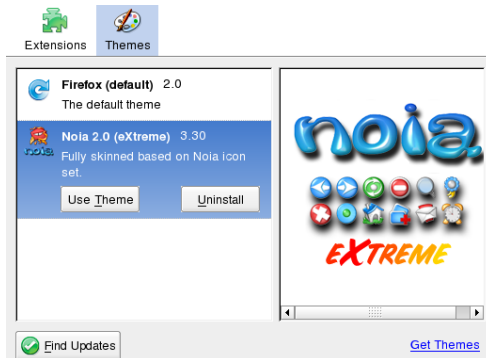 Extensions
Themes
Firefox (default) 2.0
The default theme
Noia 2.0 (eXtreme) 3.30
noia
Fully skinned based on Noia icon
set.
Use Theme
Uninstall
noia
eXTREME
Find Updates
Get Themes